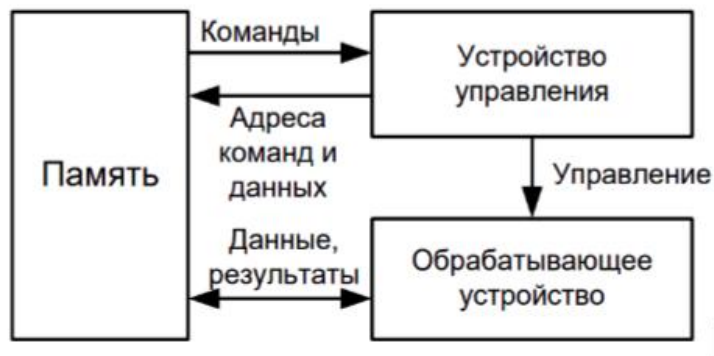 Команды
Устройство
управления
Адреса
команд и
данных
Память
Управление
Данные,
результаты
Обрабатывающее
устройство